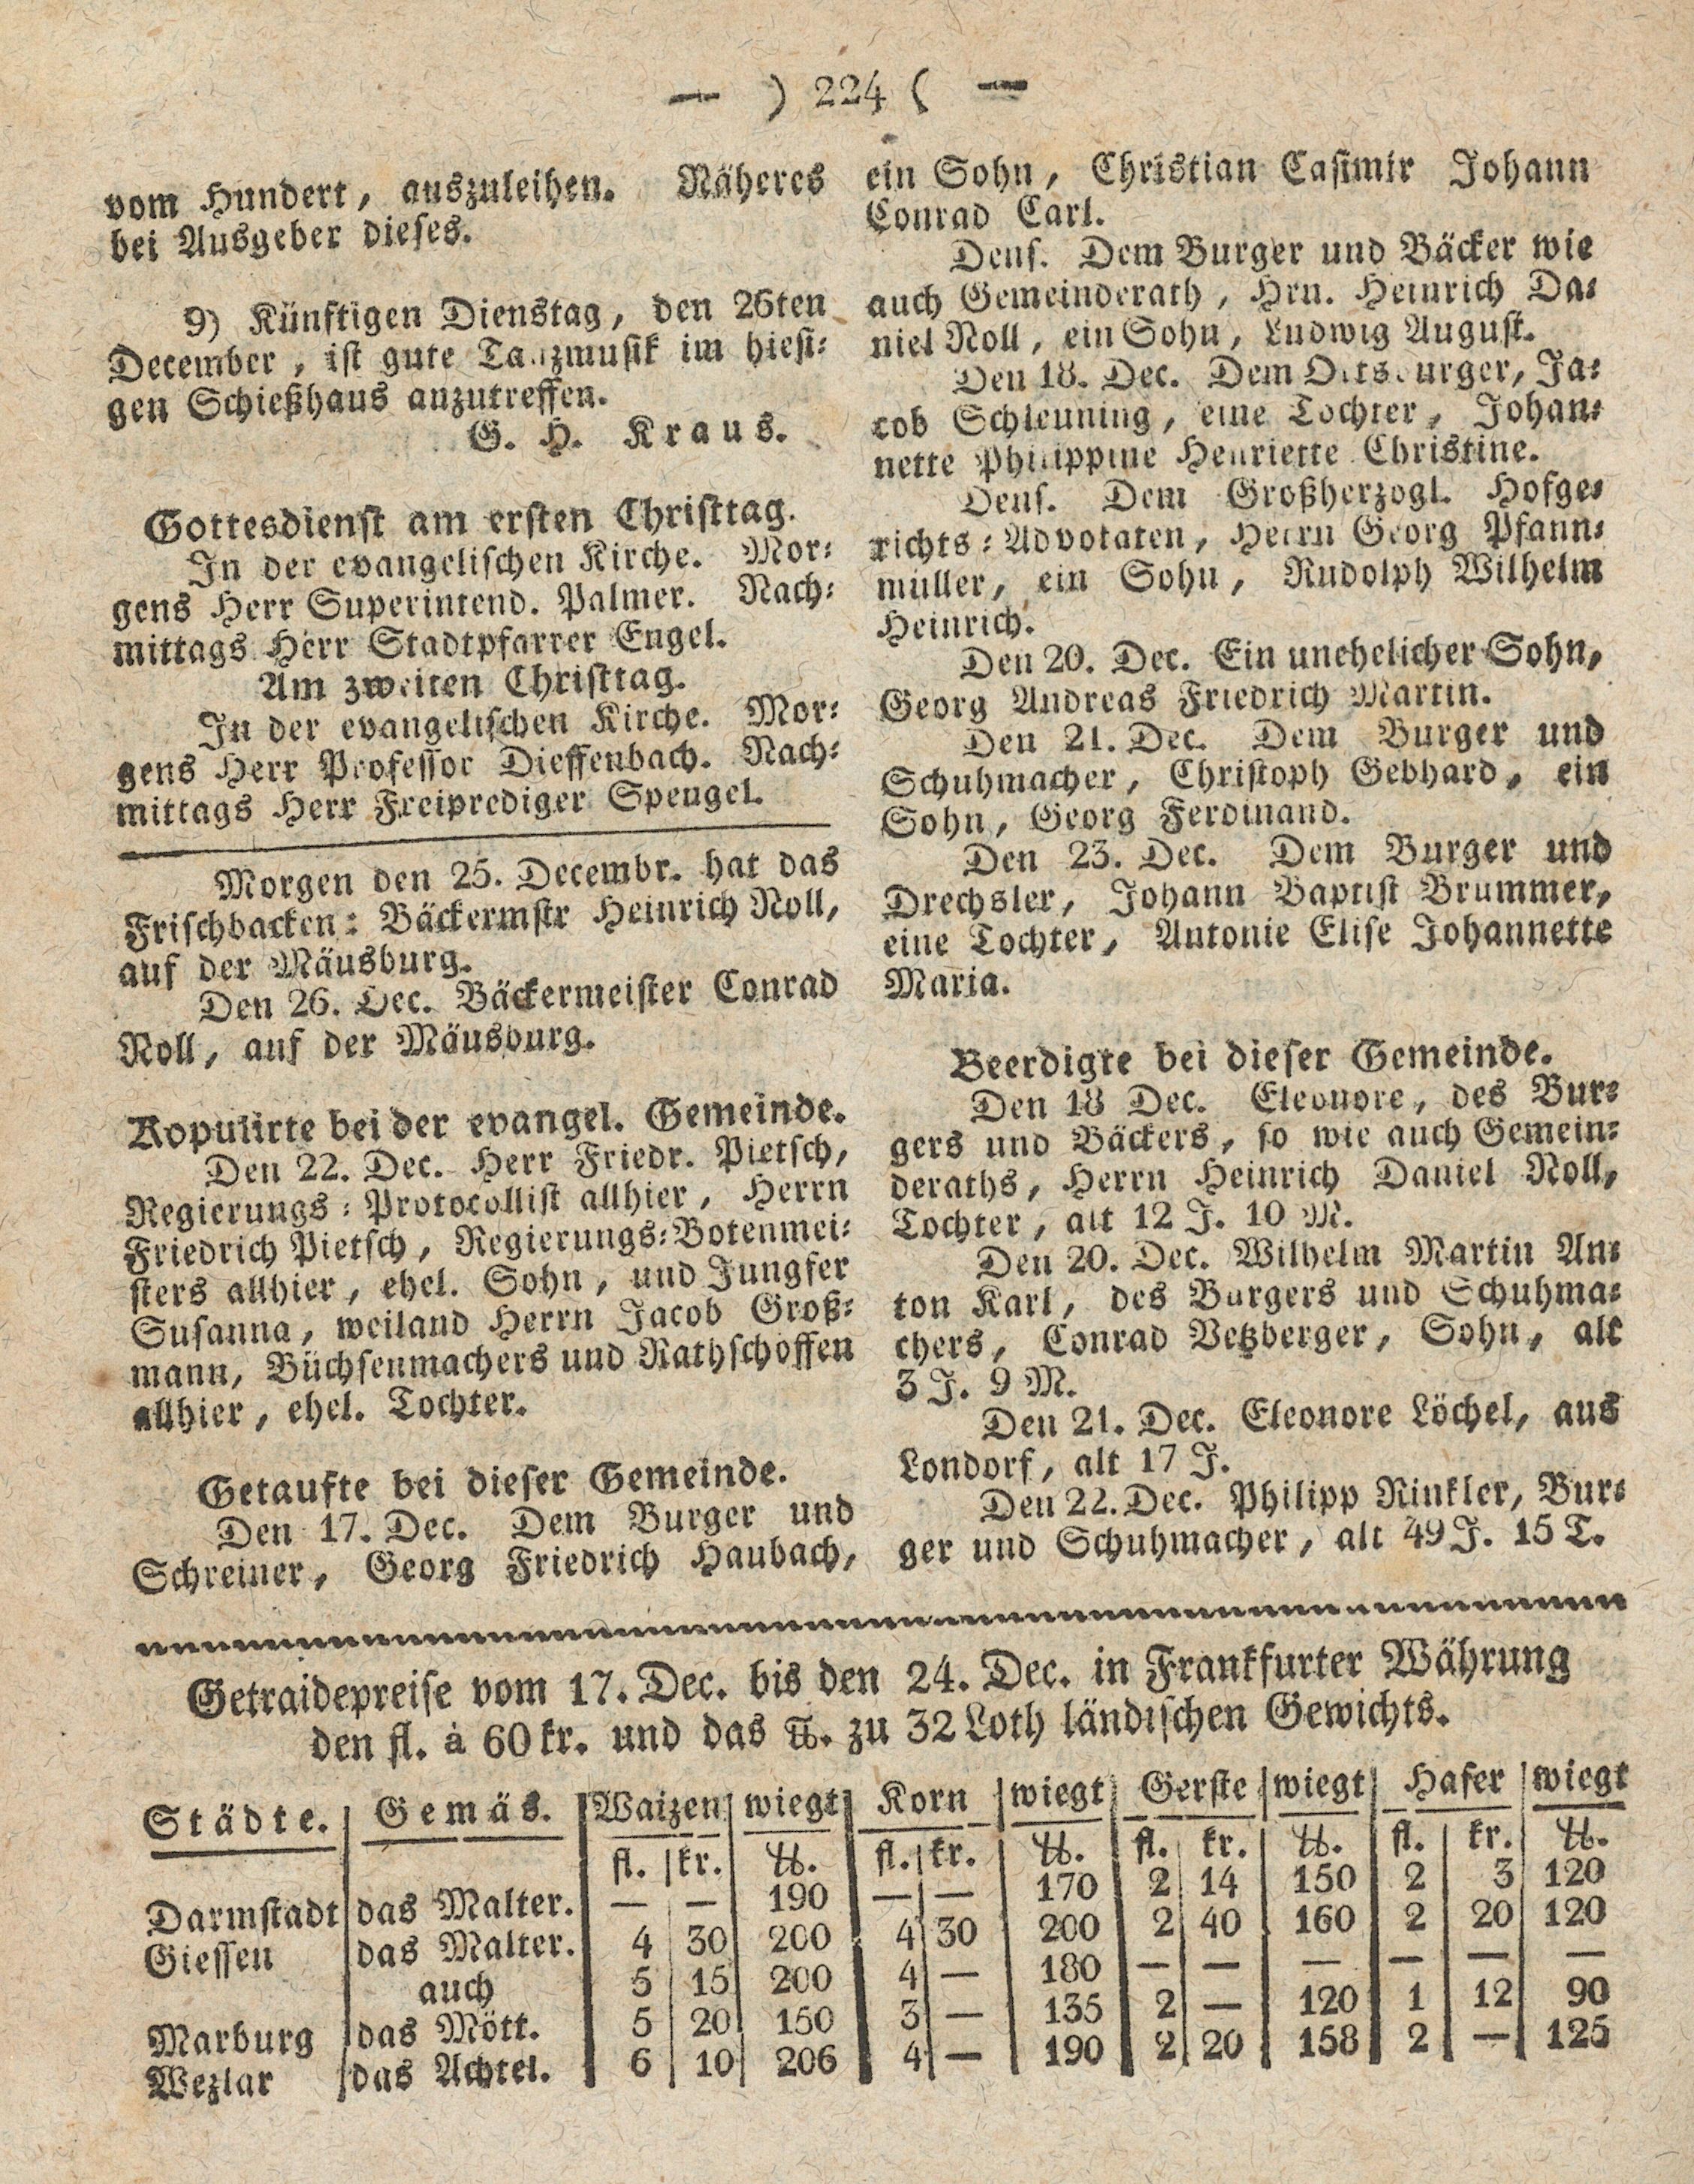 — ) 224 ( —
vom Hundert, auszuleihen. Näheres
bei Ausgeber dieses.
9) Künftigen Dienstag, den 26ten
December, ist gute Tanzmusik im hiesi-
gen Schießhaus anzutreffen.
G. H. Kraus.
Gottesdienst am ersten Christtag.
In der evangelischen Kirche. Mor-
gens Herr Superintend. Palmer. Nach-
mittags Herr Stadtpfarrer Engel.
Am zweiten Christtag.
In der evangelischen Kirche. Mor-
gens Herr Professor Dieffenbach. Nach-
mittags Herr Freiprediger Spengel.
Morgen den 25. Decembr. hat das
Frischbacken: Bäckermstr Heinrich Noll,
auf der Mäusburg.
Den 26. Dec. Bäckermeister Conrad
Noll, auf der Mäusburg.
Kopulirte bei der evangel. Gemeinde.
Den 22. Dec. Herr Friedr. Pietsch,
Regierungs-Protocollist allhier, Herrn
Friedrich Pietsch, Regierungs-Botenmei-
sters allhier, ehel. Sohn, und Jungfer
Susanna, weiland Herrn Jacob Groß-
mann, Büchsenmachers und Rathschöffen
allhier, ehel. Tochter.
Getaufte bei dieser Gemeinde.
Den 17. Dec. Dem Burger und
Schreiner, Georg Friedrich Haubach,
ein Sohn, Christian Casimir Johann
Conrad Carl.
Dens. Dem Burger und Bäcker wie
auch Gemeinderath, Hrn. Heinrich Da-
niel Noll, ein Sohn, Ludwig August.
Den 18. Dec. Dem Ortsburger, Ja-
cob Schleuning, eine Tochter, Johan-
nette Philippine Henriette Christine.
Dens. Dem Großherzogl. Hofge-
richts-Advokaten, Herrn Georg Pfann-
müller, ein Sohn, Rudolph Wilhelm
Heinrich.
Den 20. Dec. Ein unehelicher Sohn,
Georg Andreas Friedrich Martin.
Den 21. Dec. Dem Burger und
Schuhmacher, Christoph Gebhard, ein
Sohn, Georg Ferdinand.
Den 23. Dec. Dem Burger und
Drechsler, Johann Baptist Brummer,
eine Tochter, Antonie Elise Johannette
Maria.
Beerdigte bei dieser Gemeinde.
Den 18 Dec. Eleonore, des Bur-
gers und Bäckers, so wie auch Gemein-
deraths, Herrn Heinrich Daniel Noll,
Tochter, alt 12 J. 10 M.
Den 20. Dec. Wilhelm Martin An-
ton Karl, des Burgers und Schuhma-
chers, Conrad Vetzberger, Sohn, alt
3 J. 9 M.
Den 21. Dec. Eleonore Löchel, aus
Londorf, alt 17 J.
Den 22. Dec. Philipp Rinkler, Bur-
ger und Schuhmacher, alt 49 J. 15 T.
Getraidepreise vom 17. Dec. bis den 24. Dec. in Frankfurter Währung
den fl. à 60 kr. und das ℔. zu 32 Loth ländischen Gewichts.
Städte. Gemäs. Waizen wiegt Korn wiegt Gerste wiegt Hafer wiegt
fl. kr. ℔. fl. kr. ℔. fl. kr. ℔. fl. kr. ℔.
Darmstadt das Malter. — — 190 — — 170 2 14 150 2 3 120
Giessen das Malter. 4 30 200 4 30 200 2 40 160 2 20 120
auch 5 15 200 4 — 180 — — — — — —
Marburg das Mött. 5 20 150 3 — 135 2 — 120 1 12 90
Wezlar das Achtel. 6 10 206 4 — 190 2 20 158 2 — 125